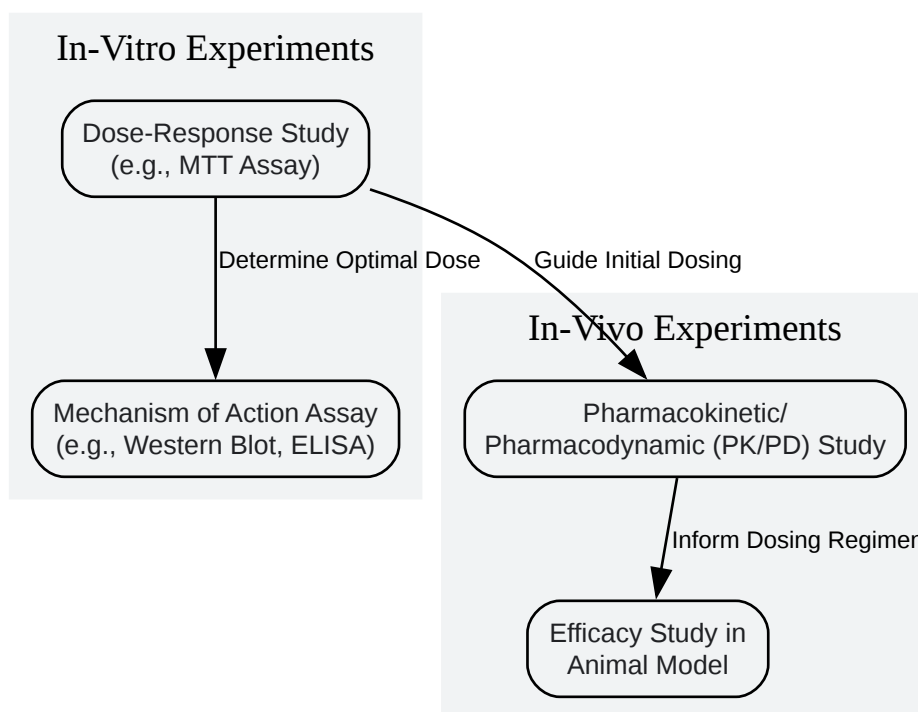 In-Vitro Experiments
Dose-Response Study
(e.g., MTT Assay)
Determine Optimal Dose
Guide Initial Dosing
In-Vivo Experiments
Mechanism of Action Assay
(e.g., Western Blot, ELISA)
Pharmacokinetic/
Pharmacodynamic (PK/PD) Study
Inform Dosing Regimen
Efficacy Study in
Animal Model